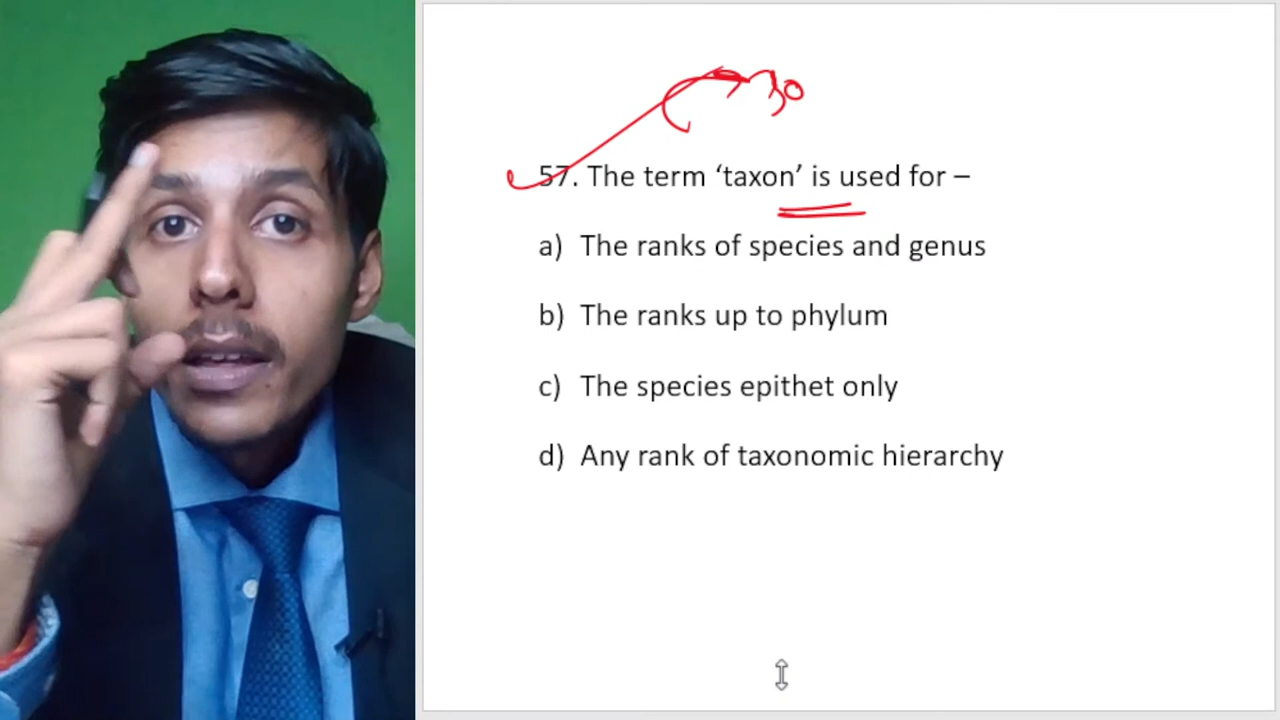 30
57. The term ‘taxon’ is used for –
a) The ranks of species and genus
b) The ranks up to phylum
c) The species epithet only
d) Any rank of taxonomic hierarchy